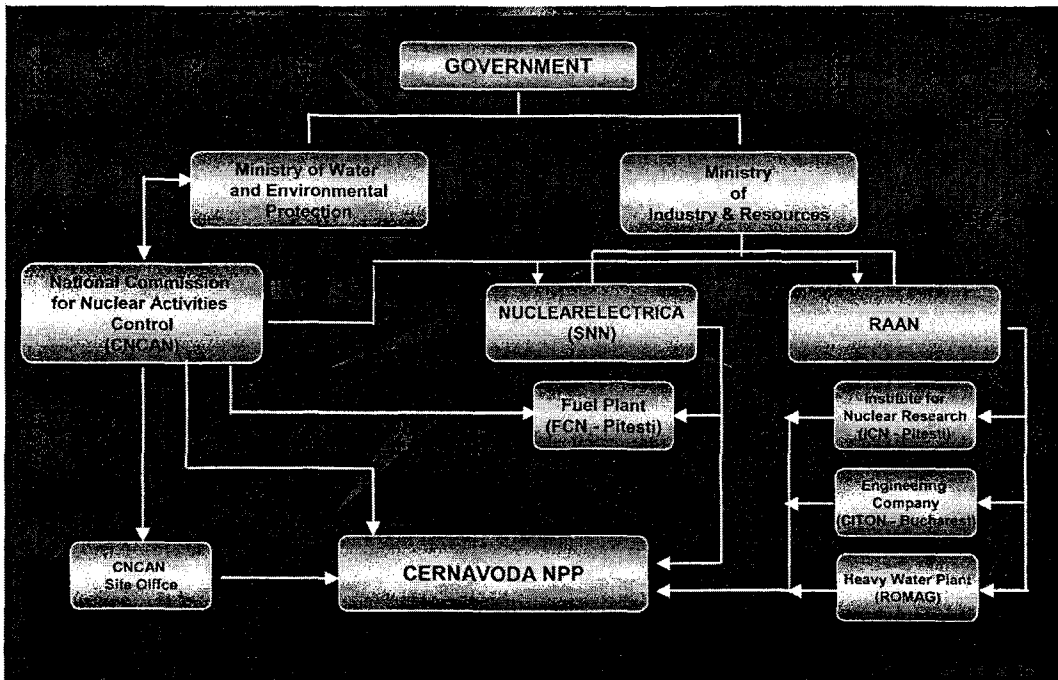 GOVERNMENT
Ministry of Water
and Environmental
Protection
Ministry
of
Industry & Resources
National Commission
for Nuclear Activities
Control
(CNCAN)
NUCLEARELECTRICA
(SNN)
RAAN
Fuel Plant
(FCN - Pitesti)
Institute for
Nuclear Research
(ICN - Pitesti)
Engineering
Company
(CITON - Bucharest)
CNCAN
Site Office
CERNAVODA NPP
Heavy Water Plant
(ROMAG)